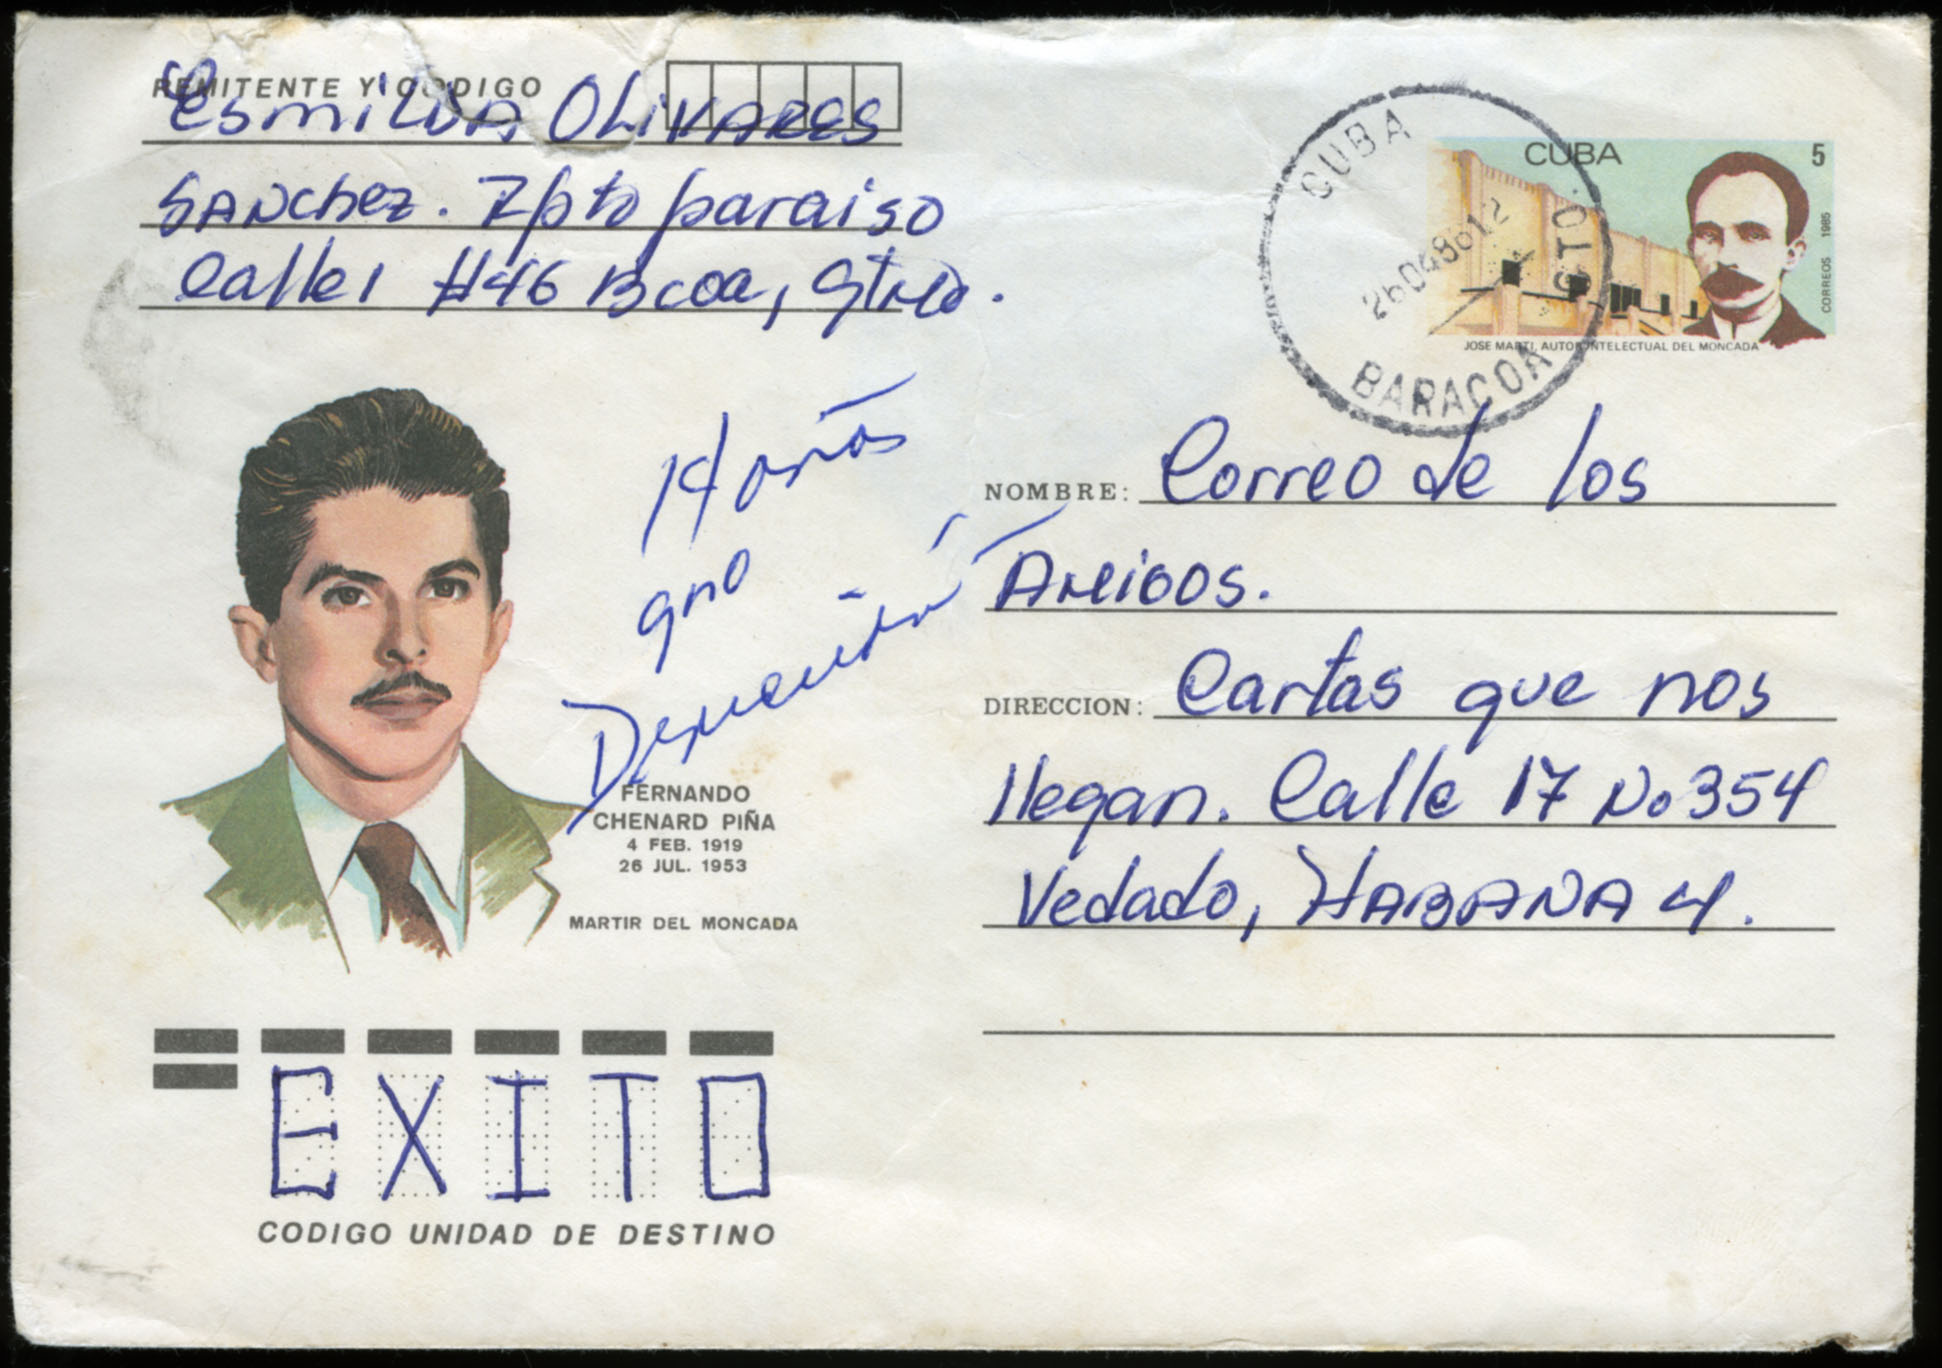 REMITENTE Y CODIGO
Esmilda OLiVARES
SANChez. Zpto paraiso
Calle 1 #46 Bcoa, Gtmo.
CUBA
GTO.
26048612
BARACOA
CUBA 5
CORREOS 1985
JOSE MARTI, AUTOR INTELECTUAL DEL MONCADA
14 años
gno
NOMBRE: Correo de los
AMigos.
DIRECCION: Cartas que nos
llegan. Calle 17 No 354
Vedado, HABANA 4.
FERNANDO
CHENARD PIÑA
4 FEB. 1919
26 JUL. 1953
MARTIR DEL MONCADA
EXITO
CODIGO UNIDAD DE DESTINO